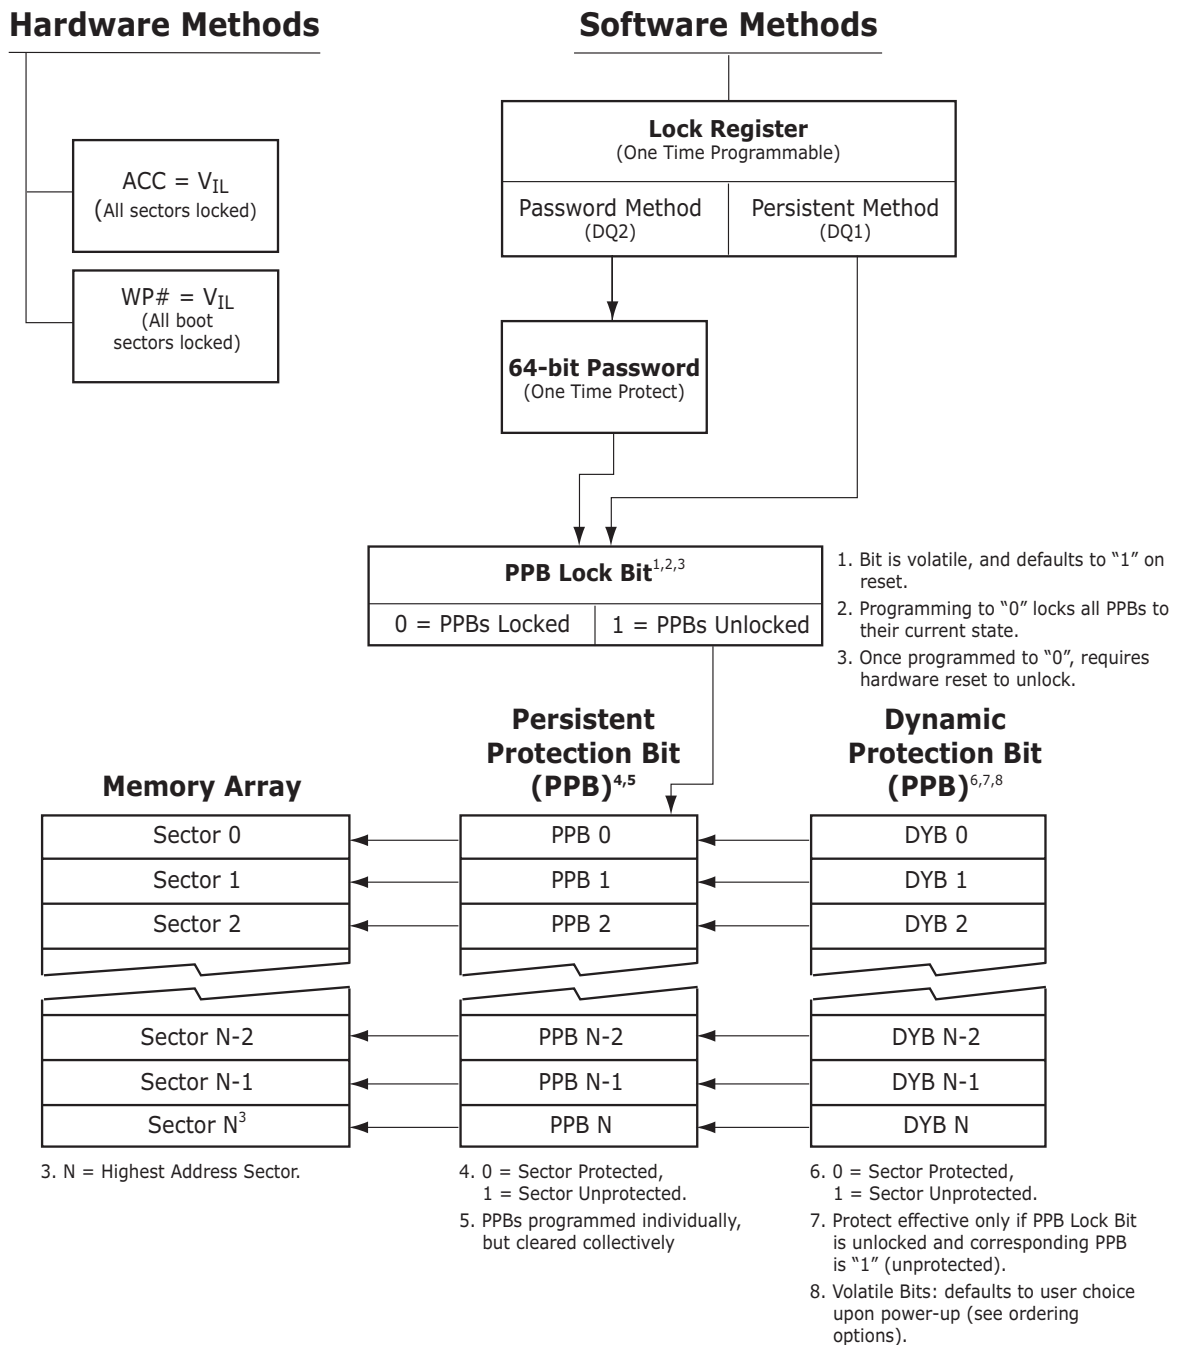 Hardware Methods
Software Methods
ACC = VIL
(All sectors locked)
WP# = VIL
(All boot
sectors locked)
Lock Register
(One Time Programmable)
Password Method
(DQ2)
Persistent Method
(DQ1)
64-bit Password
(One Time Protect)
PPB Lock Bit1,2,3
0 = PPBs Locked
1 = PPBs Unlocked
1. Bit is volatile, and defaults to “1” on
reset.
2. Programming to “0” locks all PPBs to
their current state.
3. Once programmed to “0”, requires
hardware reset to unlock.
Memory Array
Persistent
Protection Bit
(PPB)4,5
Dynamic
Protection Bit
(PPB)6,7,8
Sector 0
PPB 0
DYB 0
Sector 1
PPB 1
DYB 1
Sector 2
PPB 2
DYB 2
Sector N-2
PPB N-2
DYB N-2
Sector N-1
PPB N-1
DYB N-1
Sector N3
PPB N
DYB N
3. N = Highest Address Sector.
4. 0 = Sector Protected,
1 = Sector Unprotected.
5. PPBs programmed individually,
but cleared collectively
6. 0 = Sector Protected,
1 = Sector Unprotected.
7. Protect effective only if PPB Lock Bit
is unlocked and corresponding PPB
is “1” (unprotected).
8. Volatile Bits: defaults to user choice
upon power-up (see ordering
options).